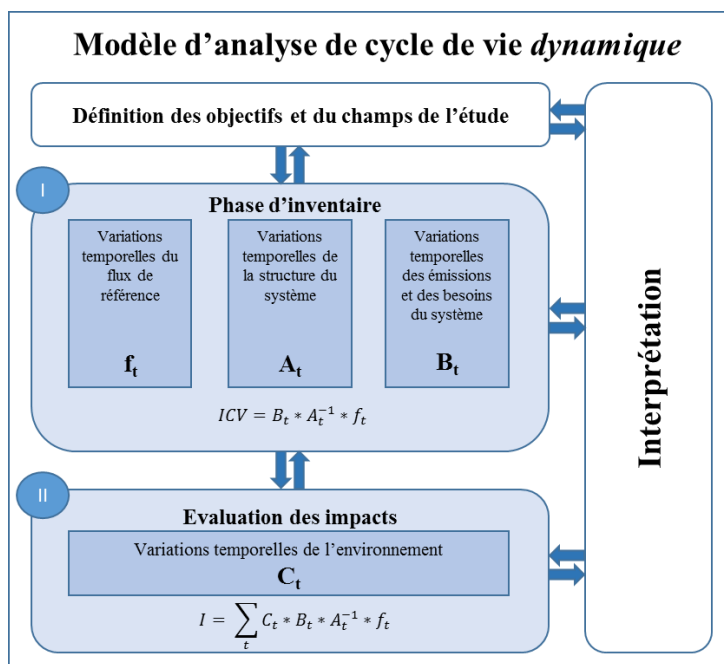 Modèle d'analyse de cycle de vie dynamique
Définition des objectifs et du champs de l'étude
I
Phase d'inventaire
Variations
temporelles du
flux de
référence
f_t
Variations
temporelles de
la structure du
système
A_t
Variations
temporelles
des émissions
et des besoins
du système
B_t
ICV = B_t * A_t^{-1} * f_t
II
Evaluation des impacts
Variations temporelles de l'environnement
C_t
I = ∑_t C_t * B_t * A_t^{-1} * f_t
Interprétation